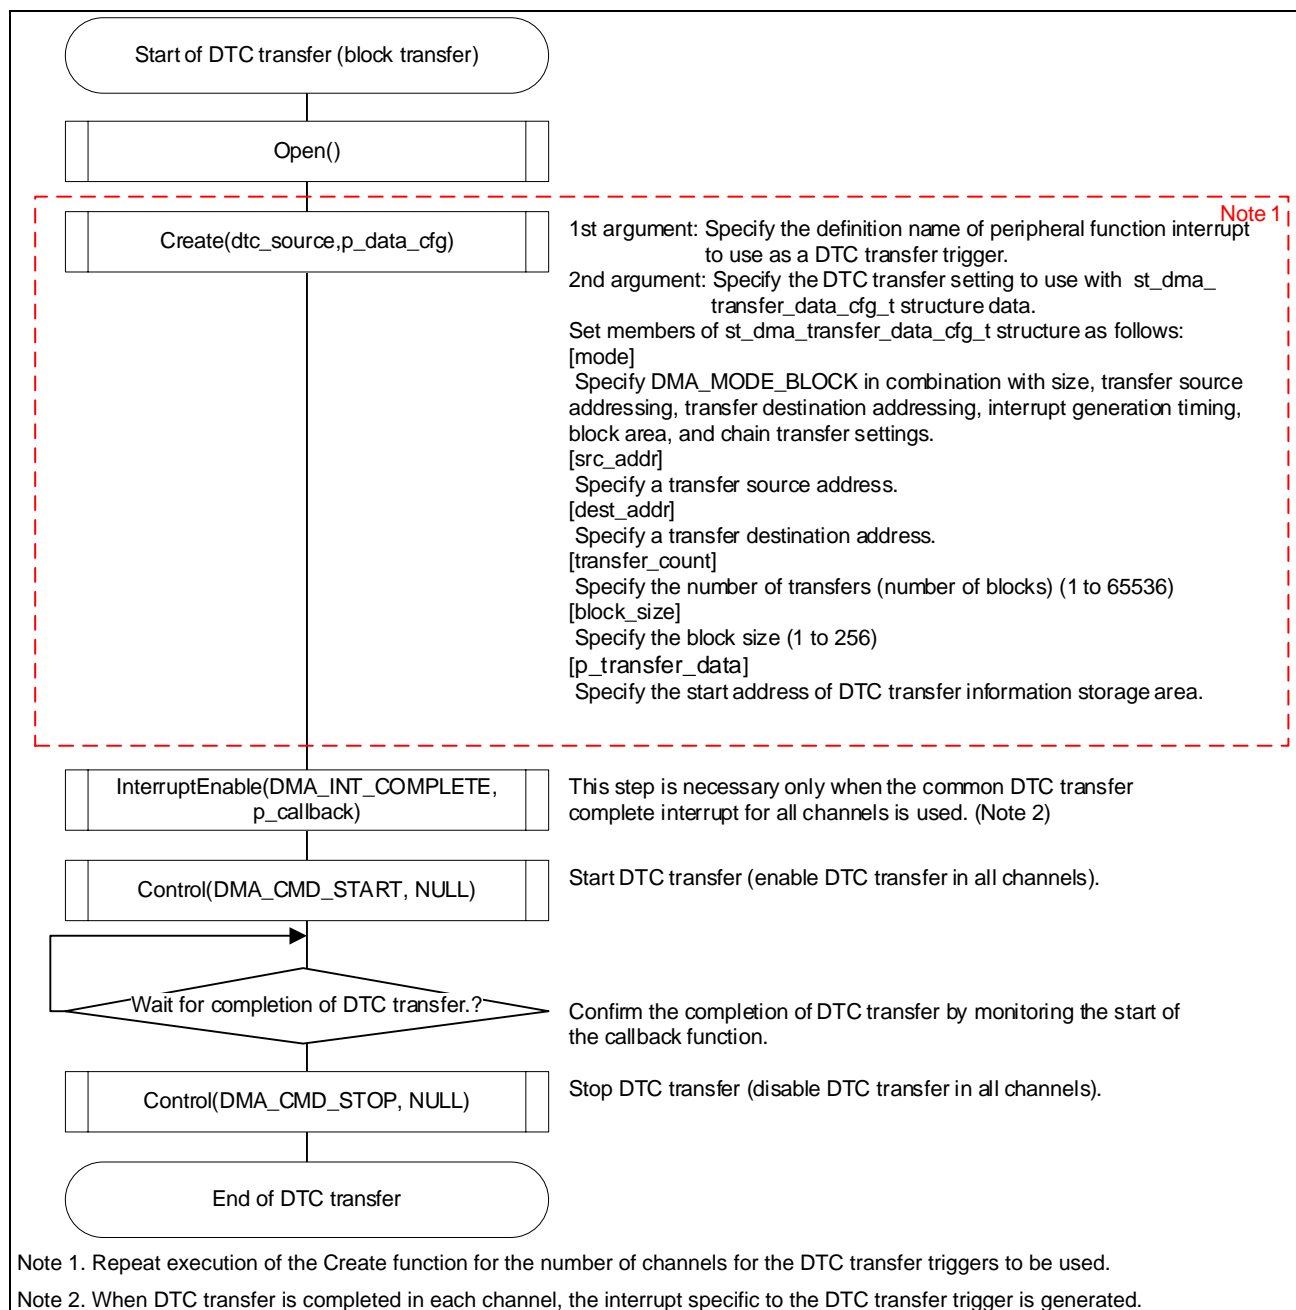 Start of DTC transfer (block transfer)
Open()
Note 1
Create(dtc_source,p_data_cfg)
1st argument: Specify the definition name of peripheral function interrupt
to use as a DTC transfer trigger.
2nd argument: Specify the DTC transfer setting to use with st_dma_
transfer_data_cfg_t structure data.
Set members of st_dma_transfer_data_cfg_t structure as follows:
[mode]
Specify DMA_MODE_BLOCK in combination with size, transfer source
addressing, transfer destination addressing, interrupt generation timing,
block area, and chain transfer settings.
[src_addr]
Specify a transfer source address.
[dest_addr]
Specify a transfer destination address.
[transfer_count]
Specify the number of transfers (number of blocks) (1 to 65536)
[block_size]
Specify the block size (1 to 256)
[p_transfer_data]
Specify the start address of DTC transfer information storage area.
InterruptEnable(DMA_INT_COMPLETE,
p_callback)
This step is necessary only when the common DTC transfer
complete interrupt for all channels is used. (Note 2)
Control(DMA_CMD_START, NULL)
Start DTC transfer (enable DTC transfer in all channels).
Wait for completion of DTC transfer.?
Confirm the completion of DTC transfer by monitoring the start of
the callback function.
Control(DMA_CMD_STOP, NULL)
Stop DTC transfer (disable DTC transfer in all channels).
End of DTC transfer
Note 1. Repeat execution of the Create function for the number of channels for the DTC transfer triggers to be used.
Note 2. When DTC transfer is completed in each channel, the interrupt specific to the DTC transfer trigger is generated.